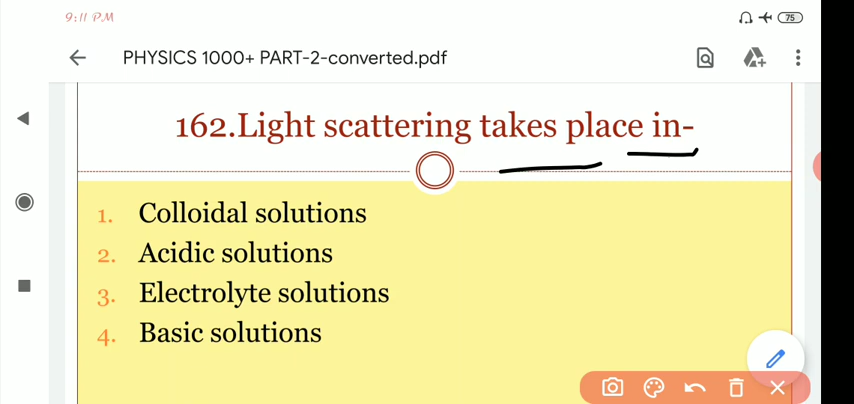 9:11 PM
75
PHYSICS 1000+ PART-2-converted.pdf
162.Light scattering takes place in-
1. Colloidal solutions
2. Acidic solutions
3. Electrolyte solutions
4. Basic solutions